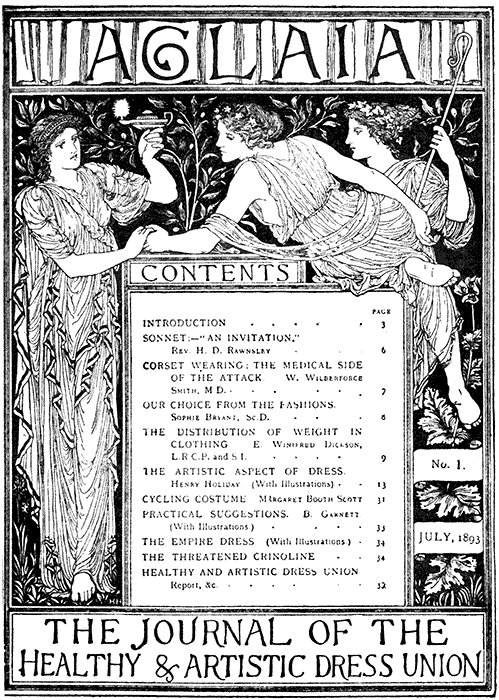 AGLAIA
CONTENTS
PAGE
INTRODUCTION . . . . . 3
SONNET:—"AN INVITATION."
REV. H. D. RAWNSLEY . . . 6
CORSET WEARING: THE MEDICAL SIDE
OF THE ATTACK. W. WILBERFORCE
SMITH, M.D. . . . . 7
OUR CHOICE FROM THE FASHIONS.
SOPHIE BRYANT, Sc.D. . . . 8
THE DISTRIBUTION OF WEIGHT IN
CLOTHING E. WINIFRED DICKSON,
L.R.C.P. and S.I. . . . . 9
THE ARTISTIC ASPECT OF DRESS.
HENRY HOLIDAY (With Illustrations) . . 13
CYCLING COSTUME MARGARET BOOTH SCOTT 31
PRACTICAL SUGGESTIONS. B. GARNETT
(With Illustrations.) . . . 33
THE EMPIRE DRESS (With Illustrations.) . 34
THE THREATENED CRINOLINE . . 34
HEALTHY AND ARTISTIC DRESS UNION
Report, &c. . . . . . 32
No. 1.
JULY, 1893
THE JOURNAL OF THE
HEALTHY & ARTISTIC DRESS UNION